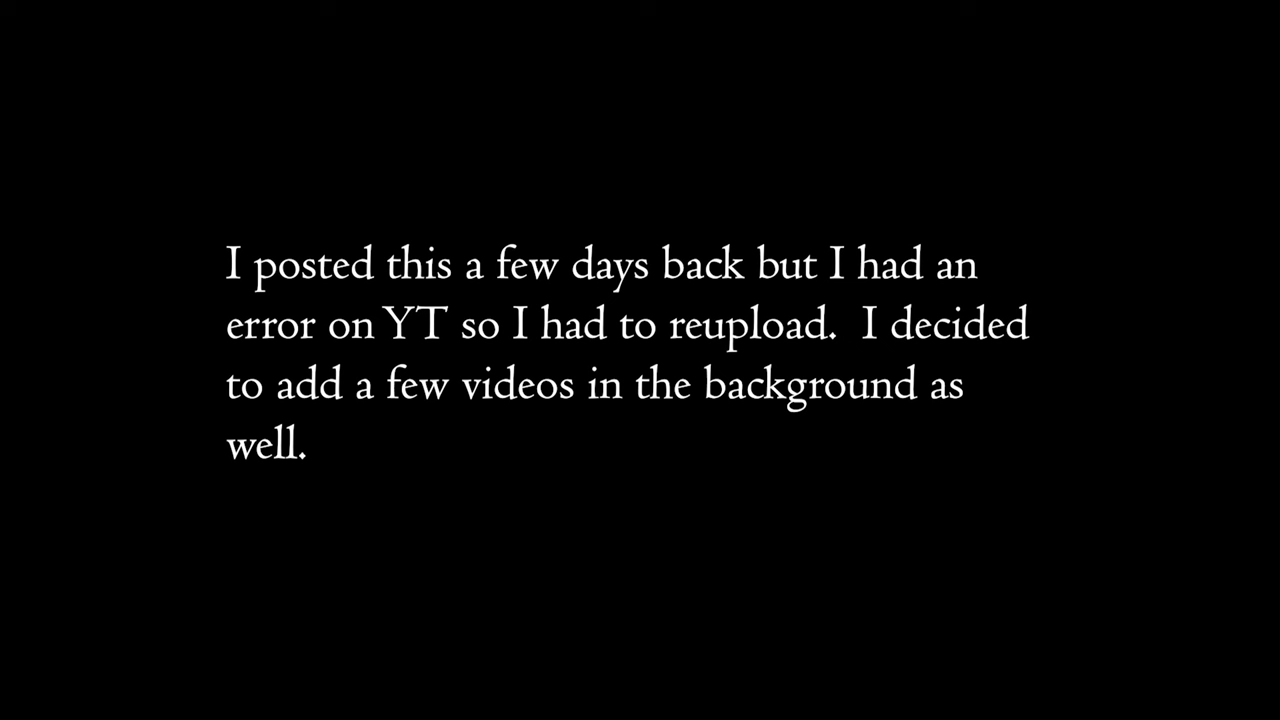 I posted this a few days back but I had an
error on YT so I had to reupload.  I decided
to add a few videos in the background as
well.